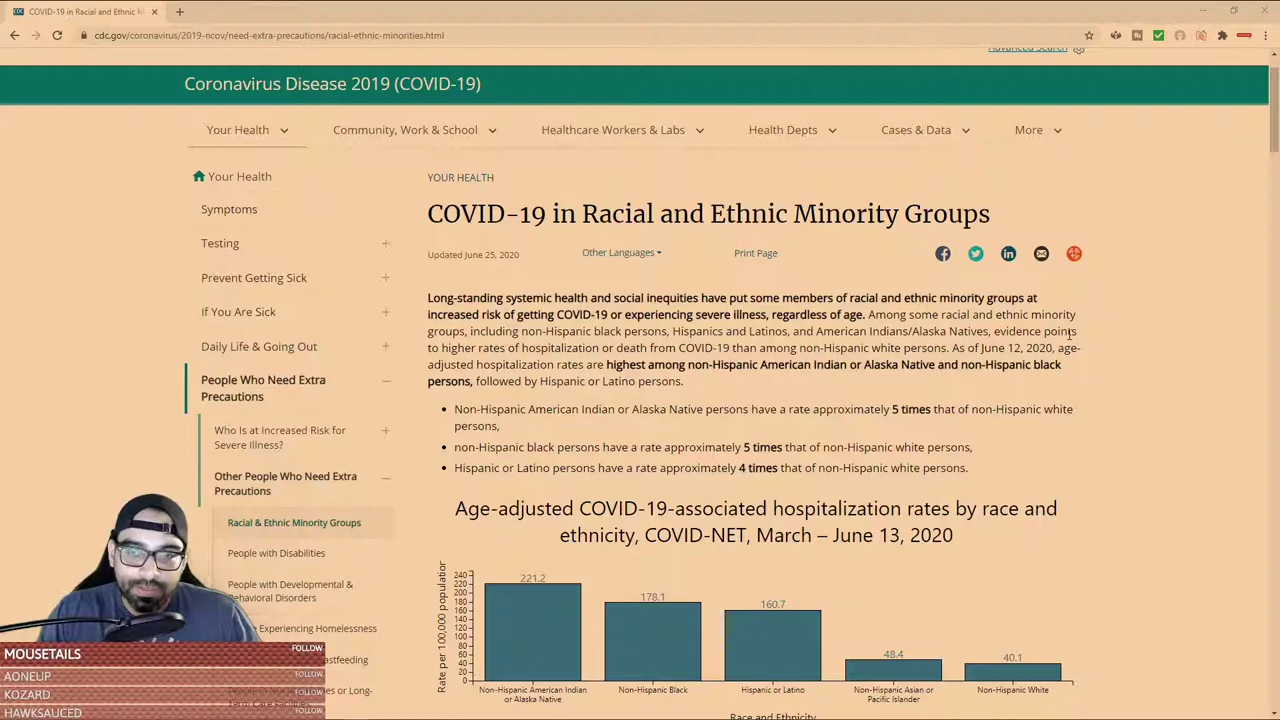 COVID-19 in Racial and Ethnic M
cdc.gov/coronavirus/2019-ncov/need-extra-precautions/racial-ethnic-minorities.html
Advanced Search
Coronavirus Disease 2019 (COVID-19)
Your Health
Community, Work & School
Healthcare Workers & Labs
Health Depts
Cases & Data
More
Your Health
Symptoms
Testing
Prevent Getting Sick
If You Are Sick
Daily Life & Going Out
People Who Need Extra
Precautions
Who Is at Increased Risk for
Severe Illness?
Other People Who Need Extra
Precautions
Racial & Ethnic Minority Groups
People with Disabilities
People with Developmental &
Behavioral Disorders
Experiencing Homelessness
YOUR HEALTH
COVID-19 in Racial and Ethnic Minority Groups
Updated June 25, 2020
Other Languages
Print Page
Long-standing systemic health and social inequities have put some members of racial and ethnic minority groups at
increased risk of getting COVID-19 or experiencing severe illness, regardless of age. Among some racial and ethnic minority
groups, including non-Hispanic black persons, Hispanics and Latinos, and American Indians/Alaska Natives, evidence points
to higher rates of hospitalization or death from COVID-19 than among non-Hispanic white persons. As of June 12, 2020, age-
adjusted hospitalization rates are highest among non-Hispanic American Indian or Alaska Native and non-Hispanic black
persons, followed by Hispanic or Latino persons.
Non-Hispanic American Indian or Alaska Native persons have a rate approximately 5 times that of non-Hispanic white
persons,
non-Hispanic black persons have a rate approximately 5 times that of non-Hispanic white persons,
Hispanic or Latino persons have a rate approximately 4 times that of non-Hispanic white persons.
Age-adjusted COVID-19-associated hospitalization rates by race and
ethnicity, COVID-NET, March – June 13, 2020
Rate per 100,000 population
240
220
200
180
160
140
120
100
80
60
40
20
0
221.2
178.1
160.7
48.4
40.1
Non-Hispanic American Indian
or Alaska Native
Non-Hispanic Black
Hispanic or Latino
Non-Hispanic Asian or
Pacific Islander
Non-Hispanic White
Race and Ethnicity
MOUSETAILS FOLLOW
AONEUP FOLLOW
KOZARD FOLLOW
HAWKSAUCED FOLLOW